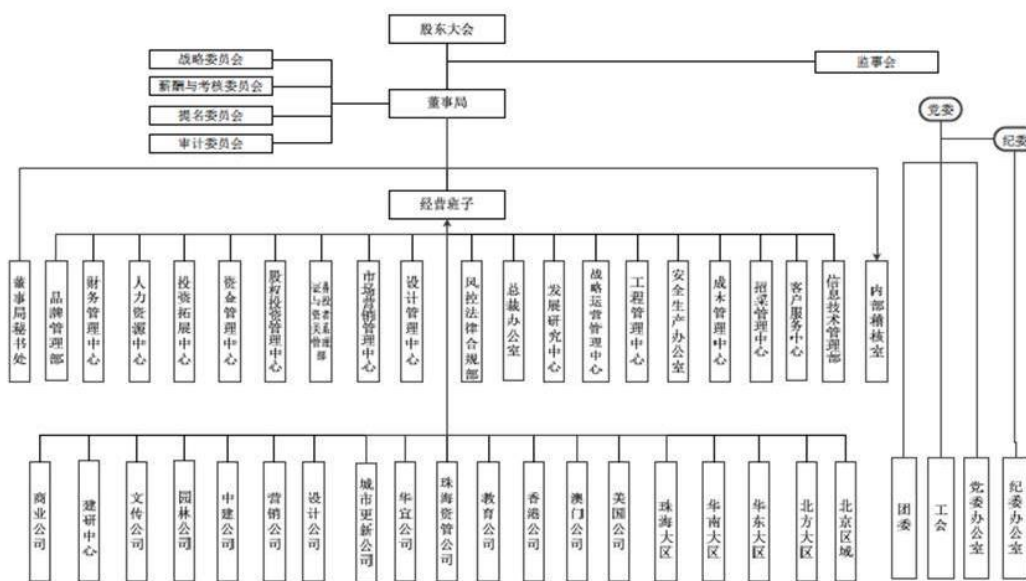 股东大会
战略委员会
监事会
薪酬与考核委员会
董事局
党委
提名委员会
纪委
审计委员会
经营班子
董事局秘书处
品牌管理部
财务管理中心
人力资源中心
投资拓展中心
资金管理中心
股权投资管理中心
市场营销管理中心
设计管理中心
风控法律合规部
总裁办公室
发展研究中心
战略运营管理中心
工程管理中心
安全生产办公室
成本管理中心
招采管理中心
客户服务中心
信息技术管理部
内部稽核室
商业公司
建研中心
文传公司
园林公司
中建公司
营销公司
设计公司
城市更新公司
华宜公司
珠海资管公司
教育公司
香港公司
澳门公司
美国公司
珠海大区
华南大区
华东大区
北方大区
北京区域
团委
工会
党委办公室
纪委办公室